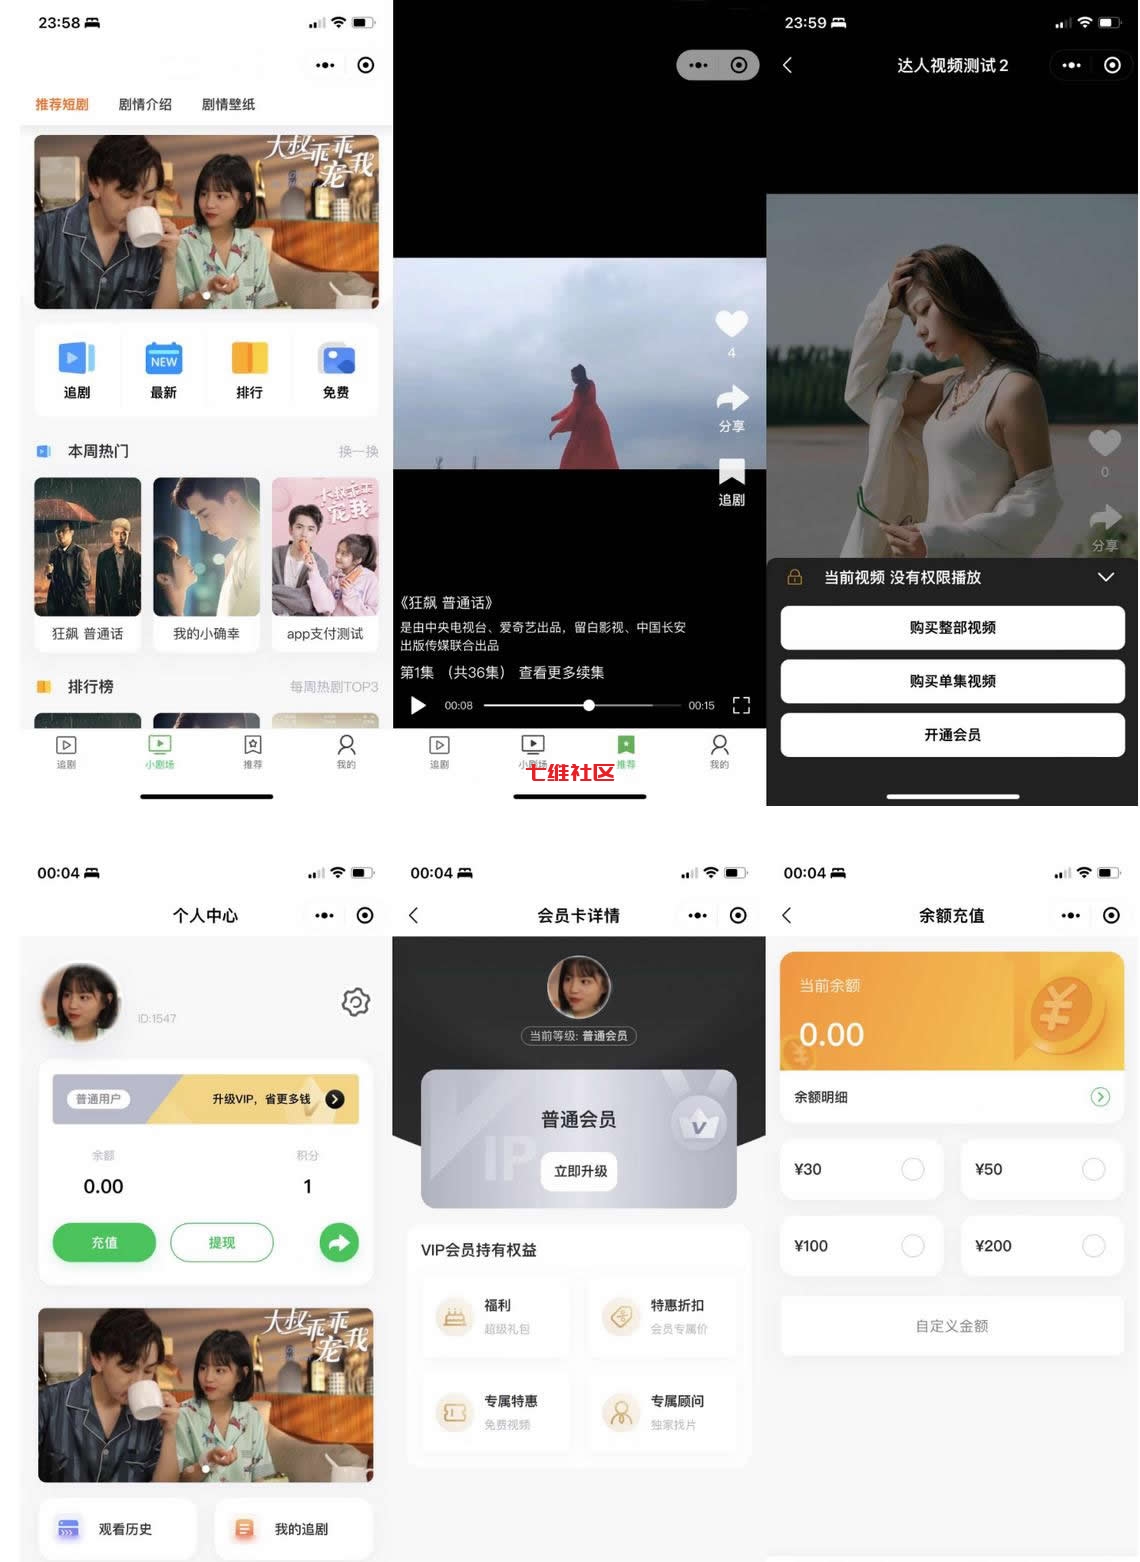 23:58
推荐短剧 剧情介绍 剧情壁纸
大叔乖乖
宠我
追剧 NEW 最新 排行 免费
本周热门 换一换
大叔乖乖
宠我
狂飙 普通话 我的小确幸 app支付测试
排行榜 每周热剧TOP3
追剧 小剧场 推荐 我的
4
分享
追剧
《狂飙 普通话》
是由中央电视台、爱奇艺出品，留白影视、中国长安
出版传媒联合出品
第1集 （共36集） 查看更多续集
00:08 00:15
追剧 小剧场 推荐 我的
七维社区
23:59
达人视频测试2
0
分享
当前视频 没有权限播放
购买整部视频
购买单集视频
开通会员
00:04
个人中心
ID:1547
普通用户 升级VIP，省更多钱
余额 积分
0.00 1
充值 提现
大叔乖乖
宠我
观看历史 我的追剧
00:04
会员卡详情
当前等级: 普通会员
普通会员
VIP
立即升级
VIP会员持有权益
福利 特惠折扣
超级礼包 会员专属价
专属特惠 专属顾问
免费视频 独家找片
00:04
余额充值
当前余额
0.00
余额明细
¥30 ¥50
¥100 ¥200
自定义金额